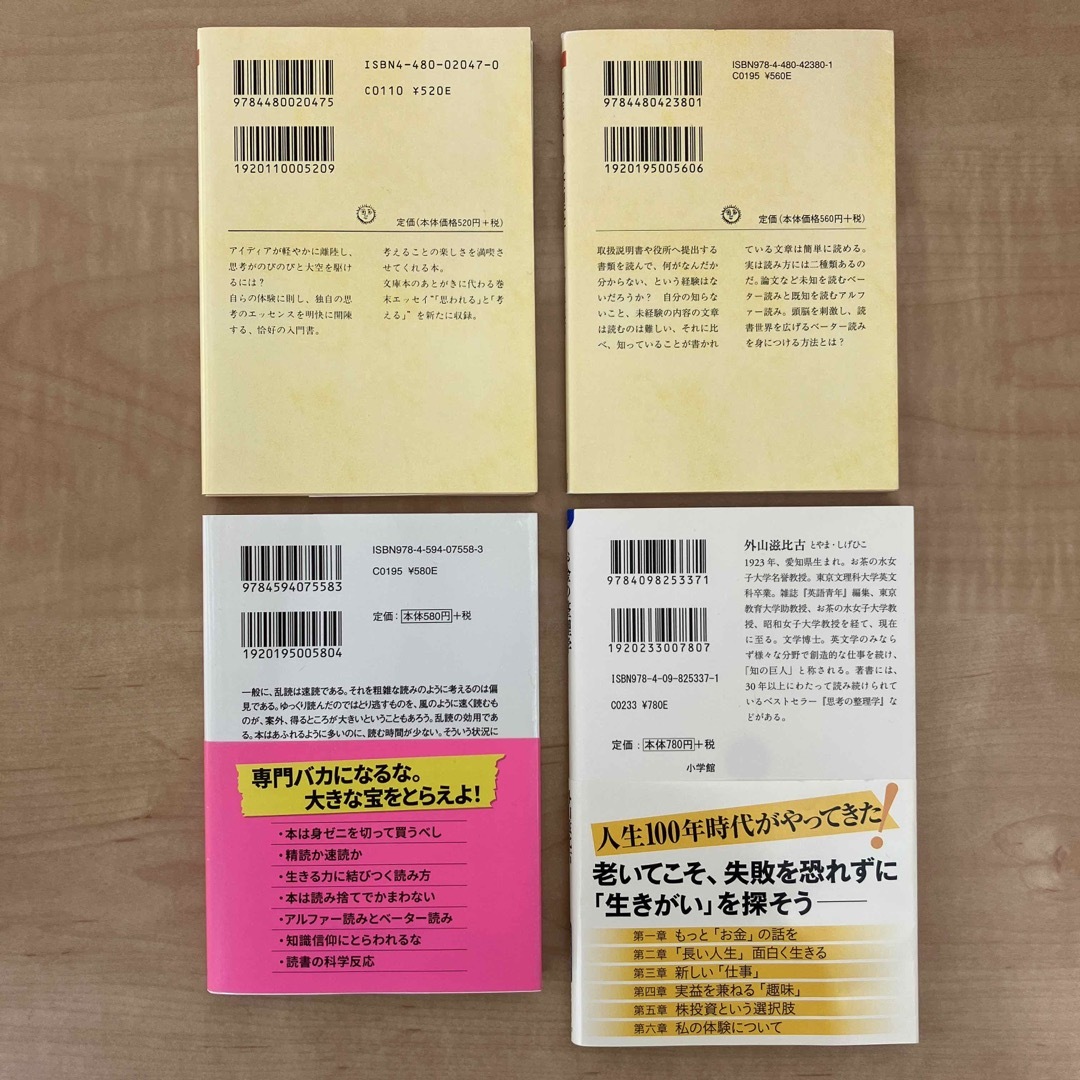 ISBN4-480-02047-0
9784480020475
C0110 ¥520E
1920110005209
定価(本体価格520円+税)
アイディアが軽やかに離陸し、
思考がのびのびと大空を駆け
るには?
自らの体験に則し、独自の思
考のエッセンスを明快に開陳
する、恰好の入門書。
考えることの楽しさを満喫さ
せてくれる本。
文庫本のあとがきに代わる巻
末エッセイ“「思われる」と「考
える」”を新たに収録。
ISBN978-4-480-42380-1
C0195 ¥560E
9784480423801
1920195005606
定価(本体価格560円+税)
取扱説明書や役所へ提出する
書類を読んで、何がなんだか
分からない、という経験はな
いだろうか? 自分の知らな
いこと、未経験の内容の文章
は読むのは難しい、それに比
べ、知っていることが書かれ
ている文章は簡単に読める。
実は読み方には二種類あるの
だ。論文など未知を読むベー
ター読みと既知を読むアルフ
ァー読み。頭脳を刺激し、読
書世界を広げるベーター読み
を身につける方法とは?
ISBN978-4-594-07558-3
C0195 ¥580E
9784594075583
定価:本体580円+税
1920195005804
一般に、乱読は速読である。それを粗雑な読みのように考えるのは偏
見である。ゆっくり読んだのではとり逃すものを、風のように速く読むも
のが、案外、得るところが大きいということもあろう。乱読の効用であ
る。本はあふれるように多いのに、読む時間が少ない。そういう状況に
専門バカになるな。
大きな宝をとらえよ!
・本は身ゼニを切って買うべし
・精読か速読か
・生きる力に結びつく読み方
・本は読み捨てでかまわない
・アルファー読みとベーター読み
・知識信仰にとらわれるな
・読書の科学反応
9784098253371
1920233007807
ISBN978-4-09-825337-1
C0233 ¥780E
定価:本体780円+税
小学館
外山滋比古 とやま・しげひこ
1923年、愛知県生まれ。お茶の水女
子大学名誉教授。東京文理科大学英文
科卒業。雑誌『英語青年』編集、東京
教育大学助教授、お茶の水女子大学教
授、昭和女子大学教授を経て、現在
に至る。文学博士。英文学のみなら
ず様々な分野で創造的な仕事を続け、
「知の巨人」と称される。著書には、
30年以上にわたって読み続けられて
いるベストセラー『思考の整理学』な
どがある。
人生100年時代がやってきた!
老いてこそ、失敗を恐れずに
「生きがい」を探そう――
第一章 もっと「お金」の話を
第二章 「長い人生」面白く生きる
第三章 新しい「仕事」
第四章 実益を兼ねる「趣味」
第五章 株投資という選択肢
第六章 私の体験について